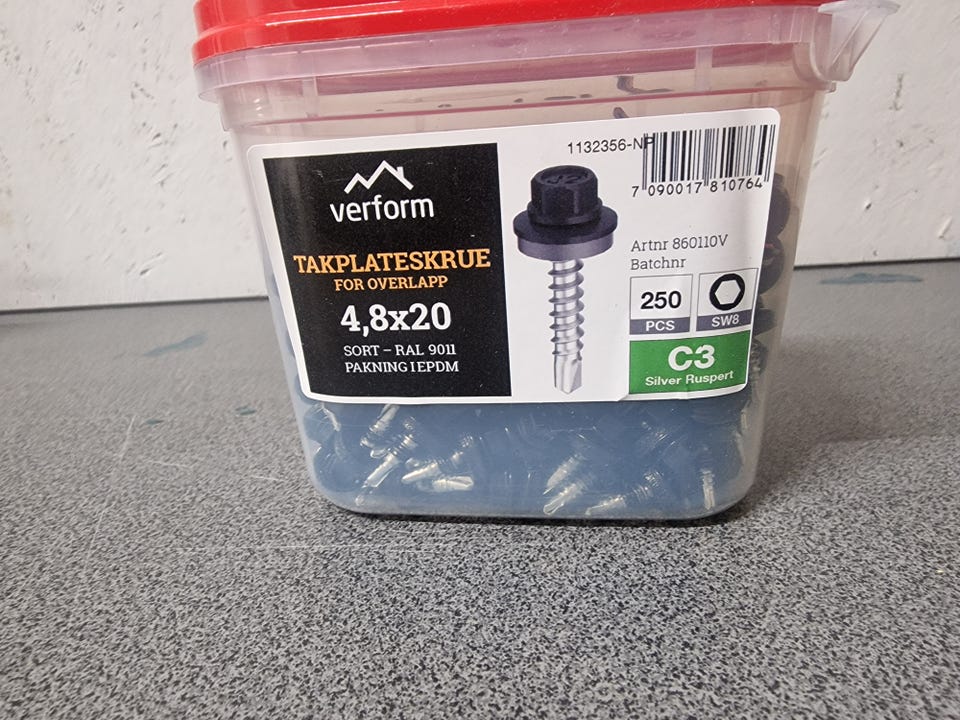 verform
TAKPLATESKRUE
FOR OVERLAPP
4,8x20
SORT – RAL 9011
PAKNING I EPDM
1132356-NP
7 090017 810764
Artnr 860110V
Batchnr
250
PCS
SW8
C3
Silver Ruspert